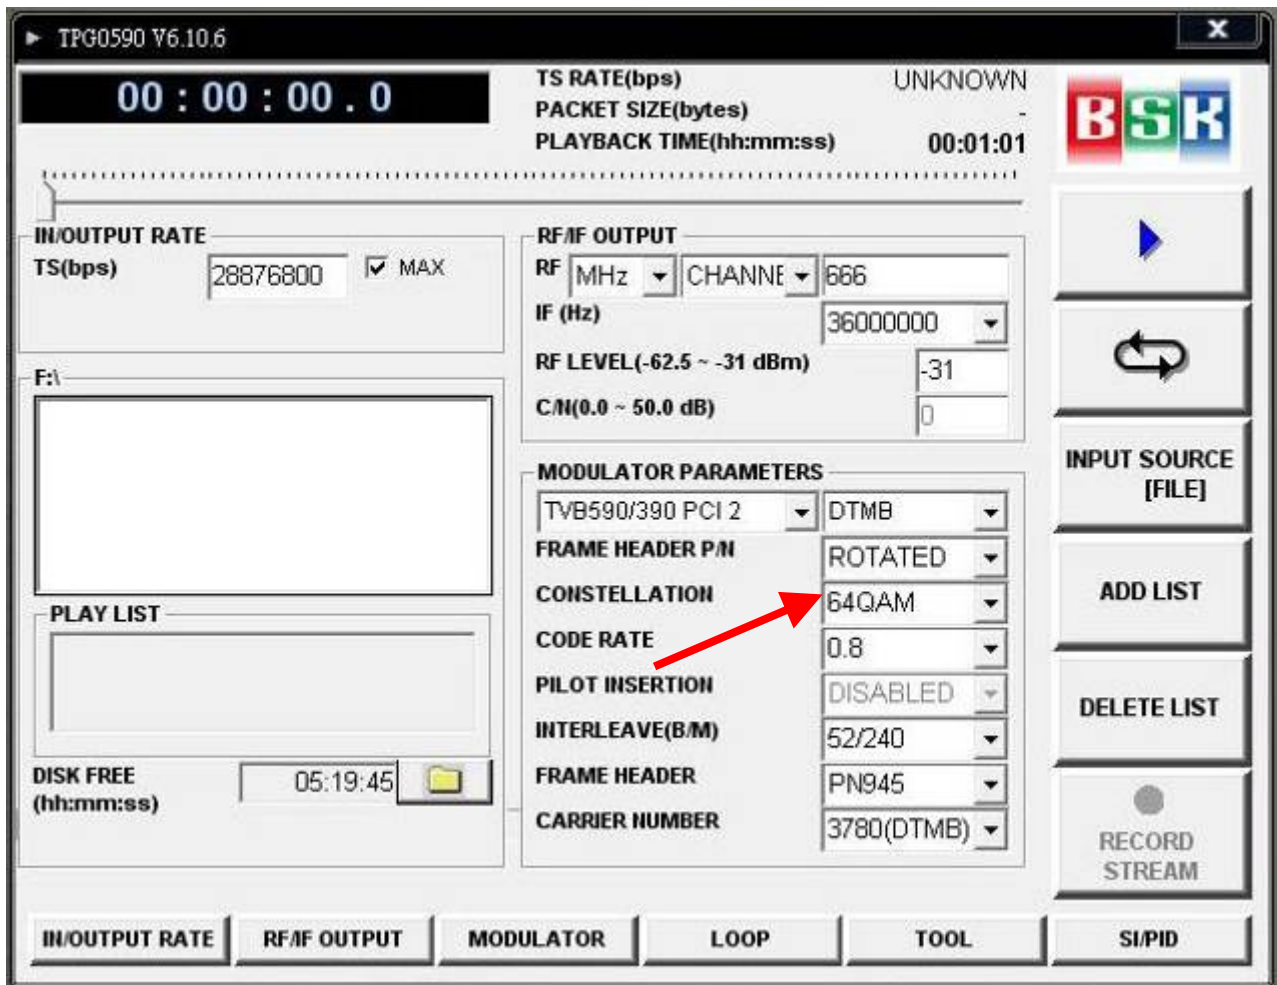 TPG0590 V6.10.6
x
00 : 00 : 00 . 0
TS RATE(bps) UNKNOWN
PACKET SIZE(bytes) -
PLAYBACK TIME(hh:mm:ss) 00:01:01
BSK
IN/OUTPUT RATE
TS(bps) 28876800 MAX
RF/IF OUTPUT
RF MHz CHANNE 666
IF (Hz) 36000000
RF LEVEL(-62.5 ~ -31 dBm) -31
C/N(0.0 ~ 50.0 dB) 0
F:\
MODULATOR PARAMETERS
TVB590/390 PCI 2 DTMB
FRAME HEADER P/N ROTATED
CONSTELLATION 64QAM
CODE RATE 0.8
PILOT INSERTION DISABLED
INTERLEAVE(B/M) 52/240
FRAME HEADER PN945
CARRIER NUMBER 3780(DTMB)
PLAY LIST
DISK FREE
(hh:mm:ss)
05:19:45
INPUT SOURCE
[FILE]
ADD LIST
DELETE LIST
RECORD
STREAM
IN/OUTPUT RATE RF/IF OUTPUT MODULATOR LOOP TOOL SI/PID